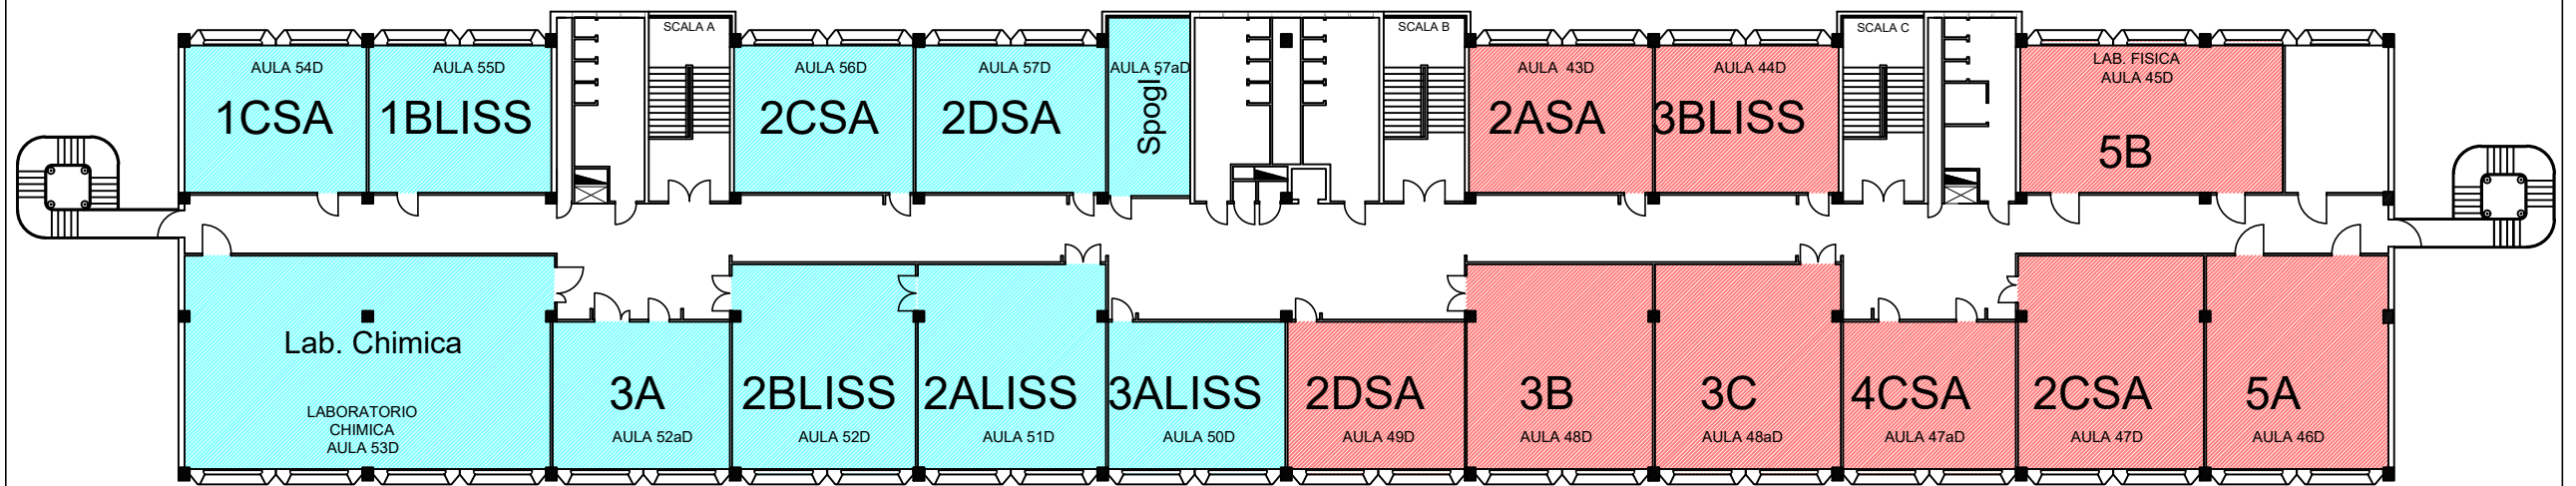 SCALA A
SCALA B
SCALA C
AULA 54D
1CSA
AULA 55D
1BLISS
AULA 56D
2CSA
AULA 57D
2DSA
AULA 57aD
Spogl.
AULA 43D
2ASA
AULA 44D
3BLISS
LAB. FISICA
AULA 45D
5B
Lab. Chimica
LABORATORIO
CHIMICA
AULA 53D
3A
AULA 52aD
2BLISS
AULA 52D
2ALISS
AULA 51D
3ALISS
AULA 50D
2DSA
AULA 49D
3B
AULA 48D
3C
AULA 48aD
4CSA
AULA 47aD
2CSA
AULA 47D
5A
AULA 46D